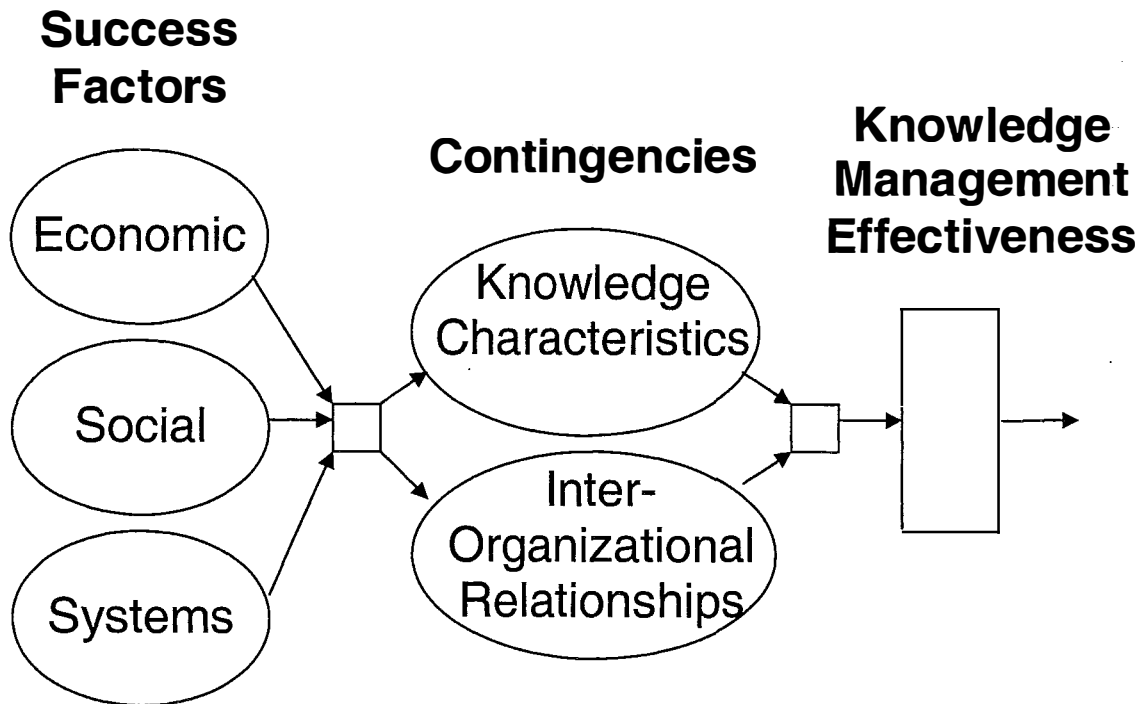 Success
Factors
Economic
Social
Systems
Contingencies
Knowledge
Characteristics
Inter-
Organizational
Relationships
Knowledge
Management
Effectiveness